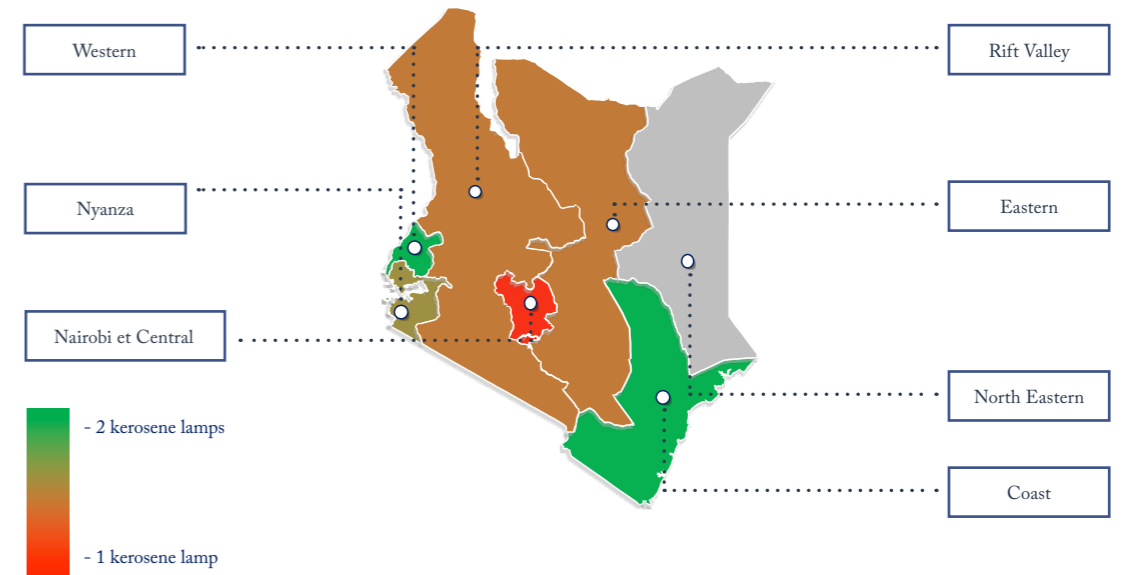 Western
Rift Valley
Nyanza
Eastern
Nairobi et Central
North Eastern
- 2 kerosene lamps
Coast
- 1 kerosene lamp